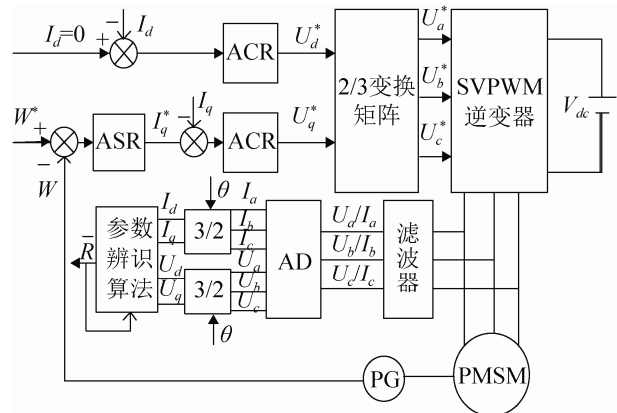 I_d=0
+
−
I_d
ACR
U_d^*
2/3变换
矩阵
U_a^*
U_b^*
U_c^*
SVPWM
逆变器
V_dc
W^*
+
−
W
ASR
I_q^*
−
I_q
ACR
U_q^*
θ
I_d
I_q
3/2
I_a
I_b
I_c
R̄
参数
辨识
算法
U_d
U_q
3/2
U_a
U_b
U_c
θ
AD
U_d/I_a
U_b/I_b
U_c/I_c
滤
波
器
PG
PMSM